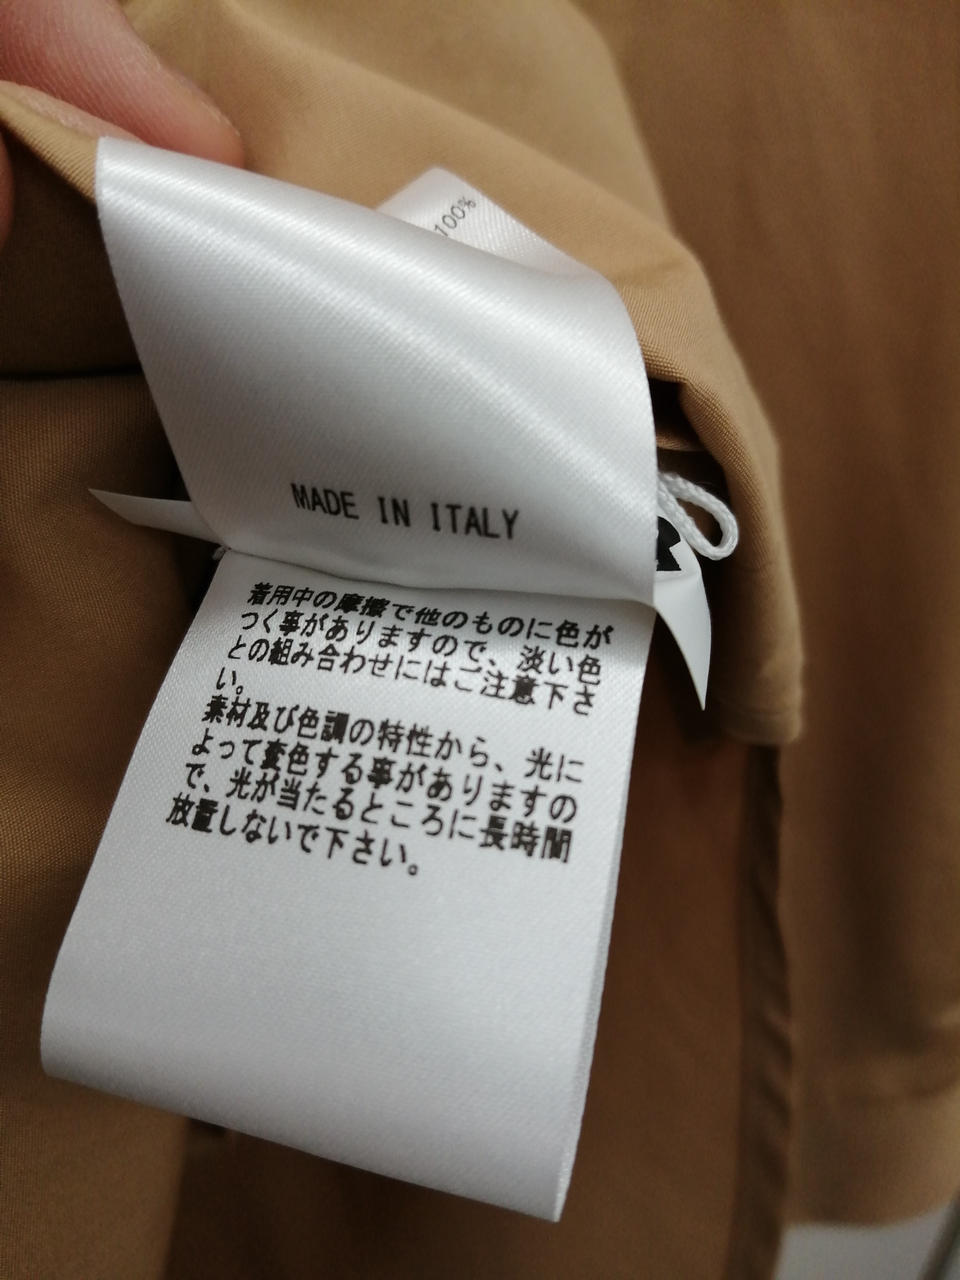 100%
MADE IN ITALY
着用中の摩擦で他のものに色が
つく事がありますので、淡い色
との組み合わせにはご注意下さ
い。
素材及び色調の特性から、光に
よって変色する事がありますの
で、光が当たるところに長時間
放置しないで下さい。